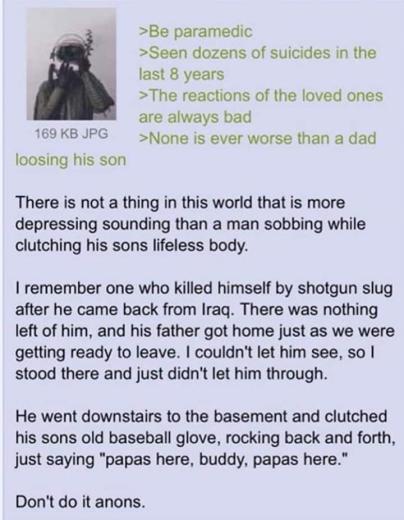 >Be paramedic
>Seen dozens of suicides in the
last 8 years
>The reactions of the loved ones
are always bad
169 KB JPG
>None is ever worse than a dad
loosing his son
There is not a thing in this world that is more
depressing sounding than a man sobbing while
clutching his sons lifeless body.
I remember one who killed himself by shotgun slug
after he came back from Iraq. There was nothing
left of him, and his father got home just as we were
getting ready to leave. I couldn't let him see, so I
stood there and just didn't let him through.
He went downstairs to the basement and clutched
his sons old baseball glove, rocking back and forth,
just saying "papas here, buddy, papas here."
Don't do it anons.